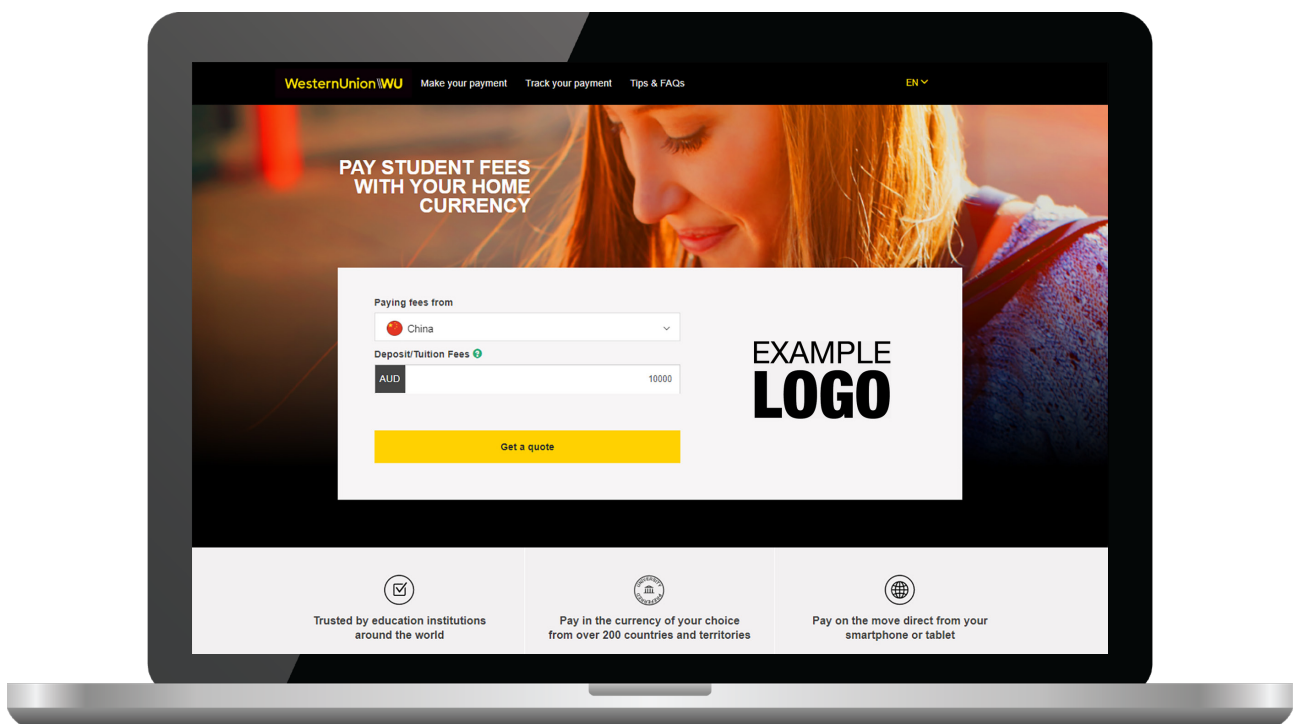 WesternUnion WU Make your payment Track your payment Tips & FAQs EN
PAY STUDENT FEES
WITH YOUR HOME
CURRENCY
Paying fees from
China
Deposit/Tuition Fees ?
AUD 10000
Get a quote
EXAMPLE
LOGO
Trusted by education institutions
around the world
UNIVERSITY
PREFERRED
Pay in the currency of your choice
from over 200 countries and territories
Pay on the move direct from your
smartphone or tablet